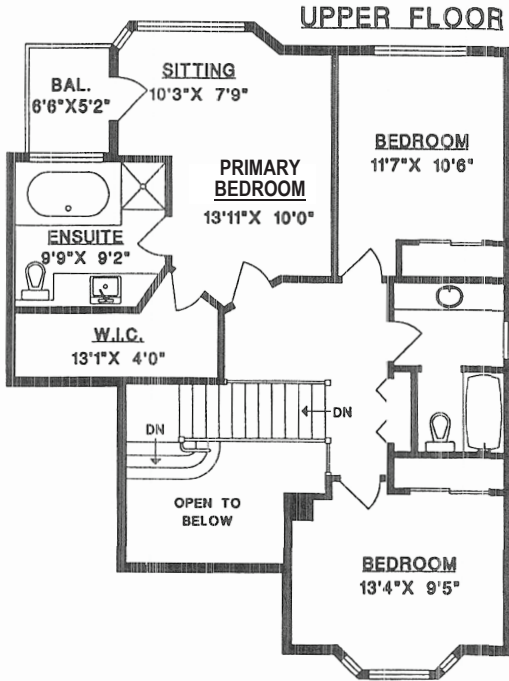 UPPER FLOOR
SITTING
10'3"X 7'9"
BAL.
6'6"X5'2"
BEDROOM
11'7"X 10'6"
PRIMARY
BEDROOM
13'11"X 10'0"
ENSUITE
9'9"X 9'2"
W.I.C.
13'1"X 4'0"
DN
DN
OPEN TO
BELOW
BEDROOM
13'4"X 9'5"